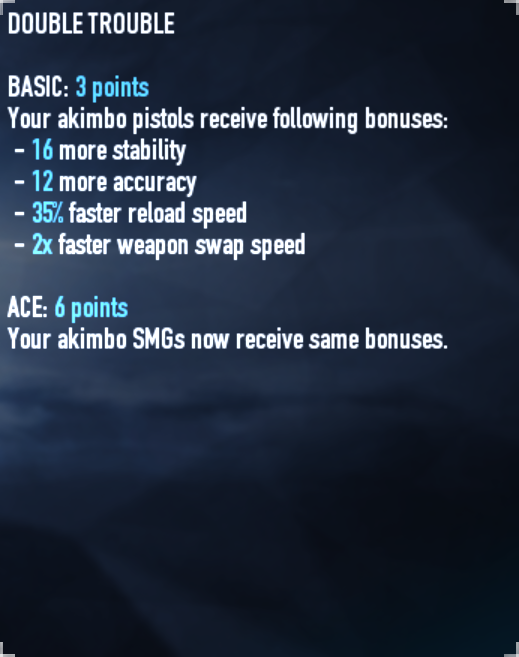 DOUBLE TROUBLE
BASIC: 3 points
Your akimbo pistols receive following bonuses:
- 16 more stability
- 12 more accuracy
- 35% faster reload speed
- 2x faster weapon swap speed
ACE: 6 points
Your akimbo SMGs now receive same bonuses.